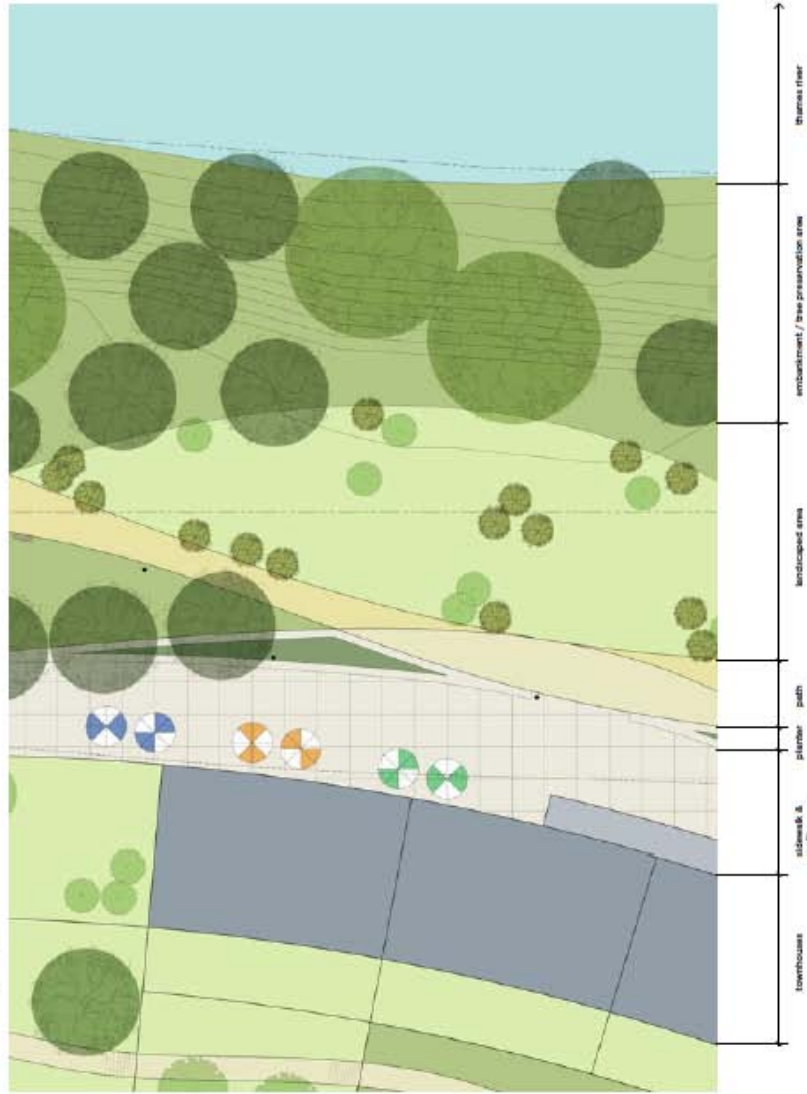 thames river
embankment / tree preservation area
landscaped area
path
planter
sidewalk &
townhouses